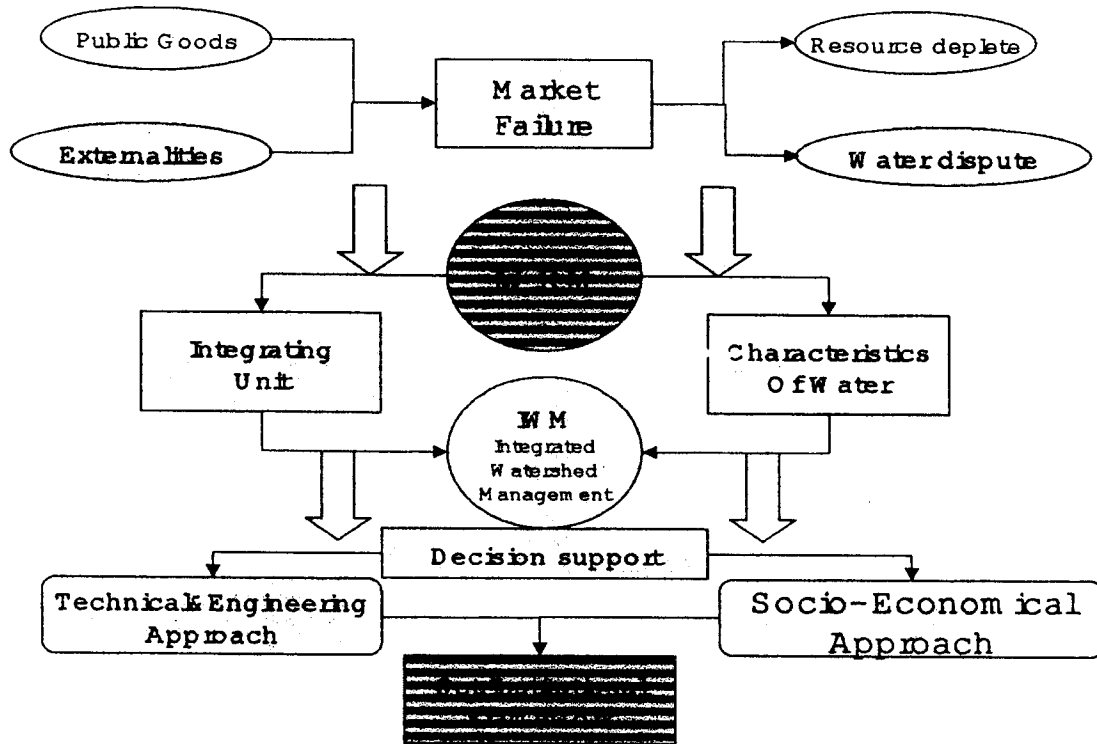 Public Goods
Resource deplete
Market
Failure
Externalities
Water dispute
Integrating
Unit
Characteristics
Of Water
IWM
Integrated
Watershed
Management
Decision support
Technical&Engineering
Approach
Socio-Economical
Approach